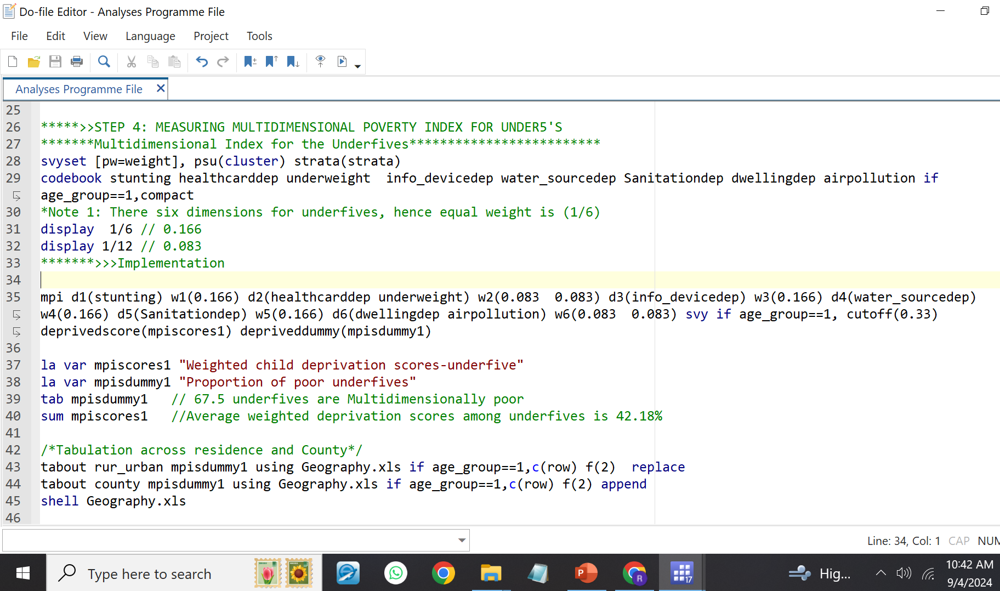 Do-file Editor - Analyses Programme File
File Edit View Language Project Tools
Analyses Programme File
25
26 *****>>STEP 4: MEASURING MULTIDIMENSIONAL POVERTY INDEX FOR UNDER5'S
27 *******Multidimensional Index for the Underfives*************************
28 svyset [pw=weight], psu(cluster) strata(strata)
29 codebook stunting healthcarddep underweight  info_devicedep water_sourcedep Sanitationdep dwellingdep airpollution if
age_group==1,compact
30 *Note 1: There six dimensions for underfives, hence equal weight is (1/6)
31 display  1/6 // 0.166
32 display 1/12 // 0.083
33 *******>>>Implementation
34
35 mpi d1(stunting) w1(0.166) d2(healthcarddep underweight) w2(0.083  0.083) d3(info_devicedep) w3(0.166) d4(water_sourcedep)
w4(0.166) d5(Sanitationdep) w5(0.166) d6(dwellingdep airpollution) w6(0.083  0.083) svy if age_group==1, cutoff(0.33)
deprivedscore(mpiscores1) depriveddummy(mpisdummy1)
36
37 la var mpiscores1 "Weighted child deprivation scores-underfive"
38 la var mpisdummy1 "Proportion of poor underfives"
39 tab mpisdummy1   // 67.5 underfives are Multidimensionally poor
40 sum mpiscores1   //Average weighted deprivation scores among underfives is 42.18%
41
42 /*Tabulation across residence and County*/
43 tabout rur_urban mpisdummy1 using Geography.xls if age_group==1,c(row) f(2)  replace
44 tabout county mpisdummy1 using Geography.xls if age_group==1,c(row) f(2) append
45 shell Geography.xls
46
Line: 34, Col: 1 CAP NUM
Type here to search
P
R
17
Hig...
10:42 AM
9/4/2024